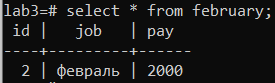 lab3=# select * from february;
 id |   job   | pay
----+---------+------
  2 | февраль | 2000